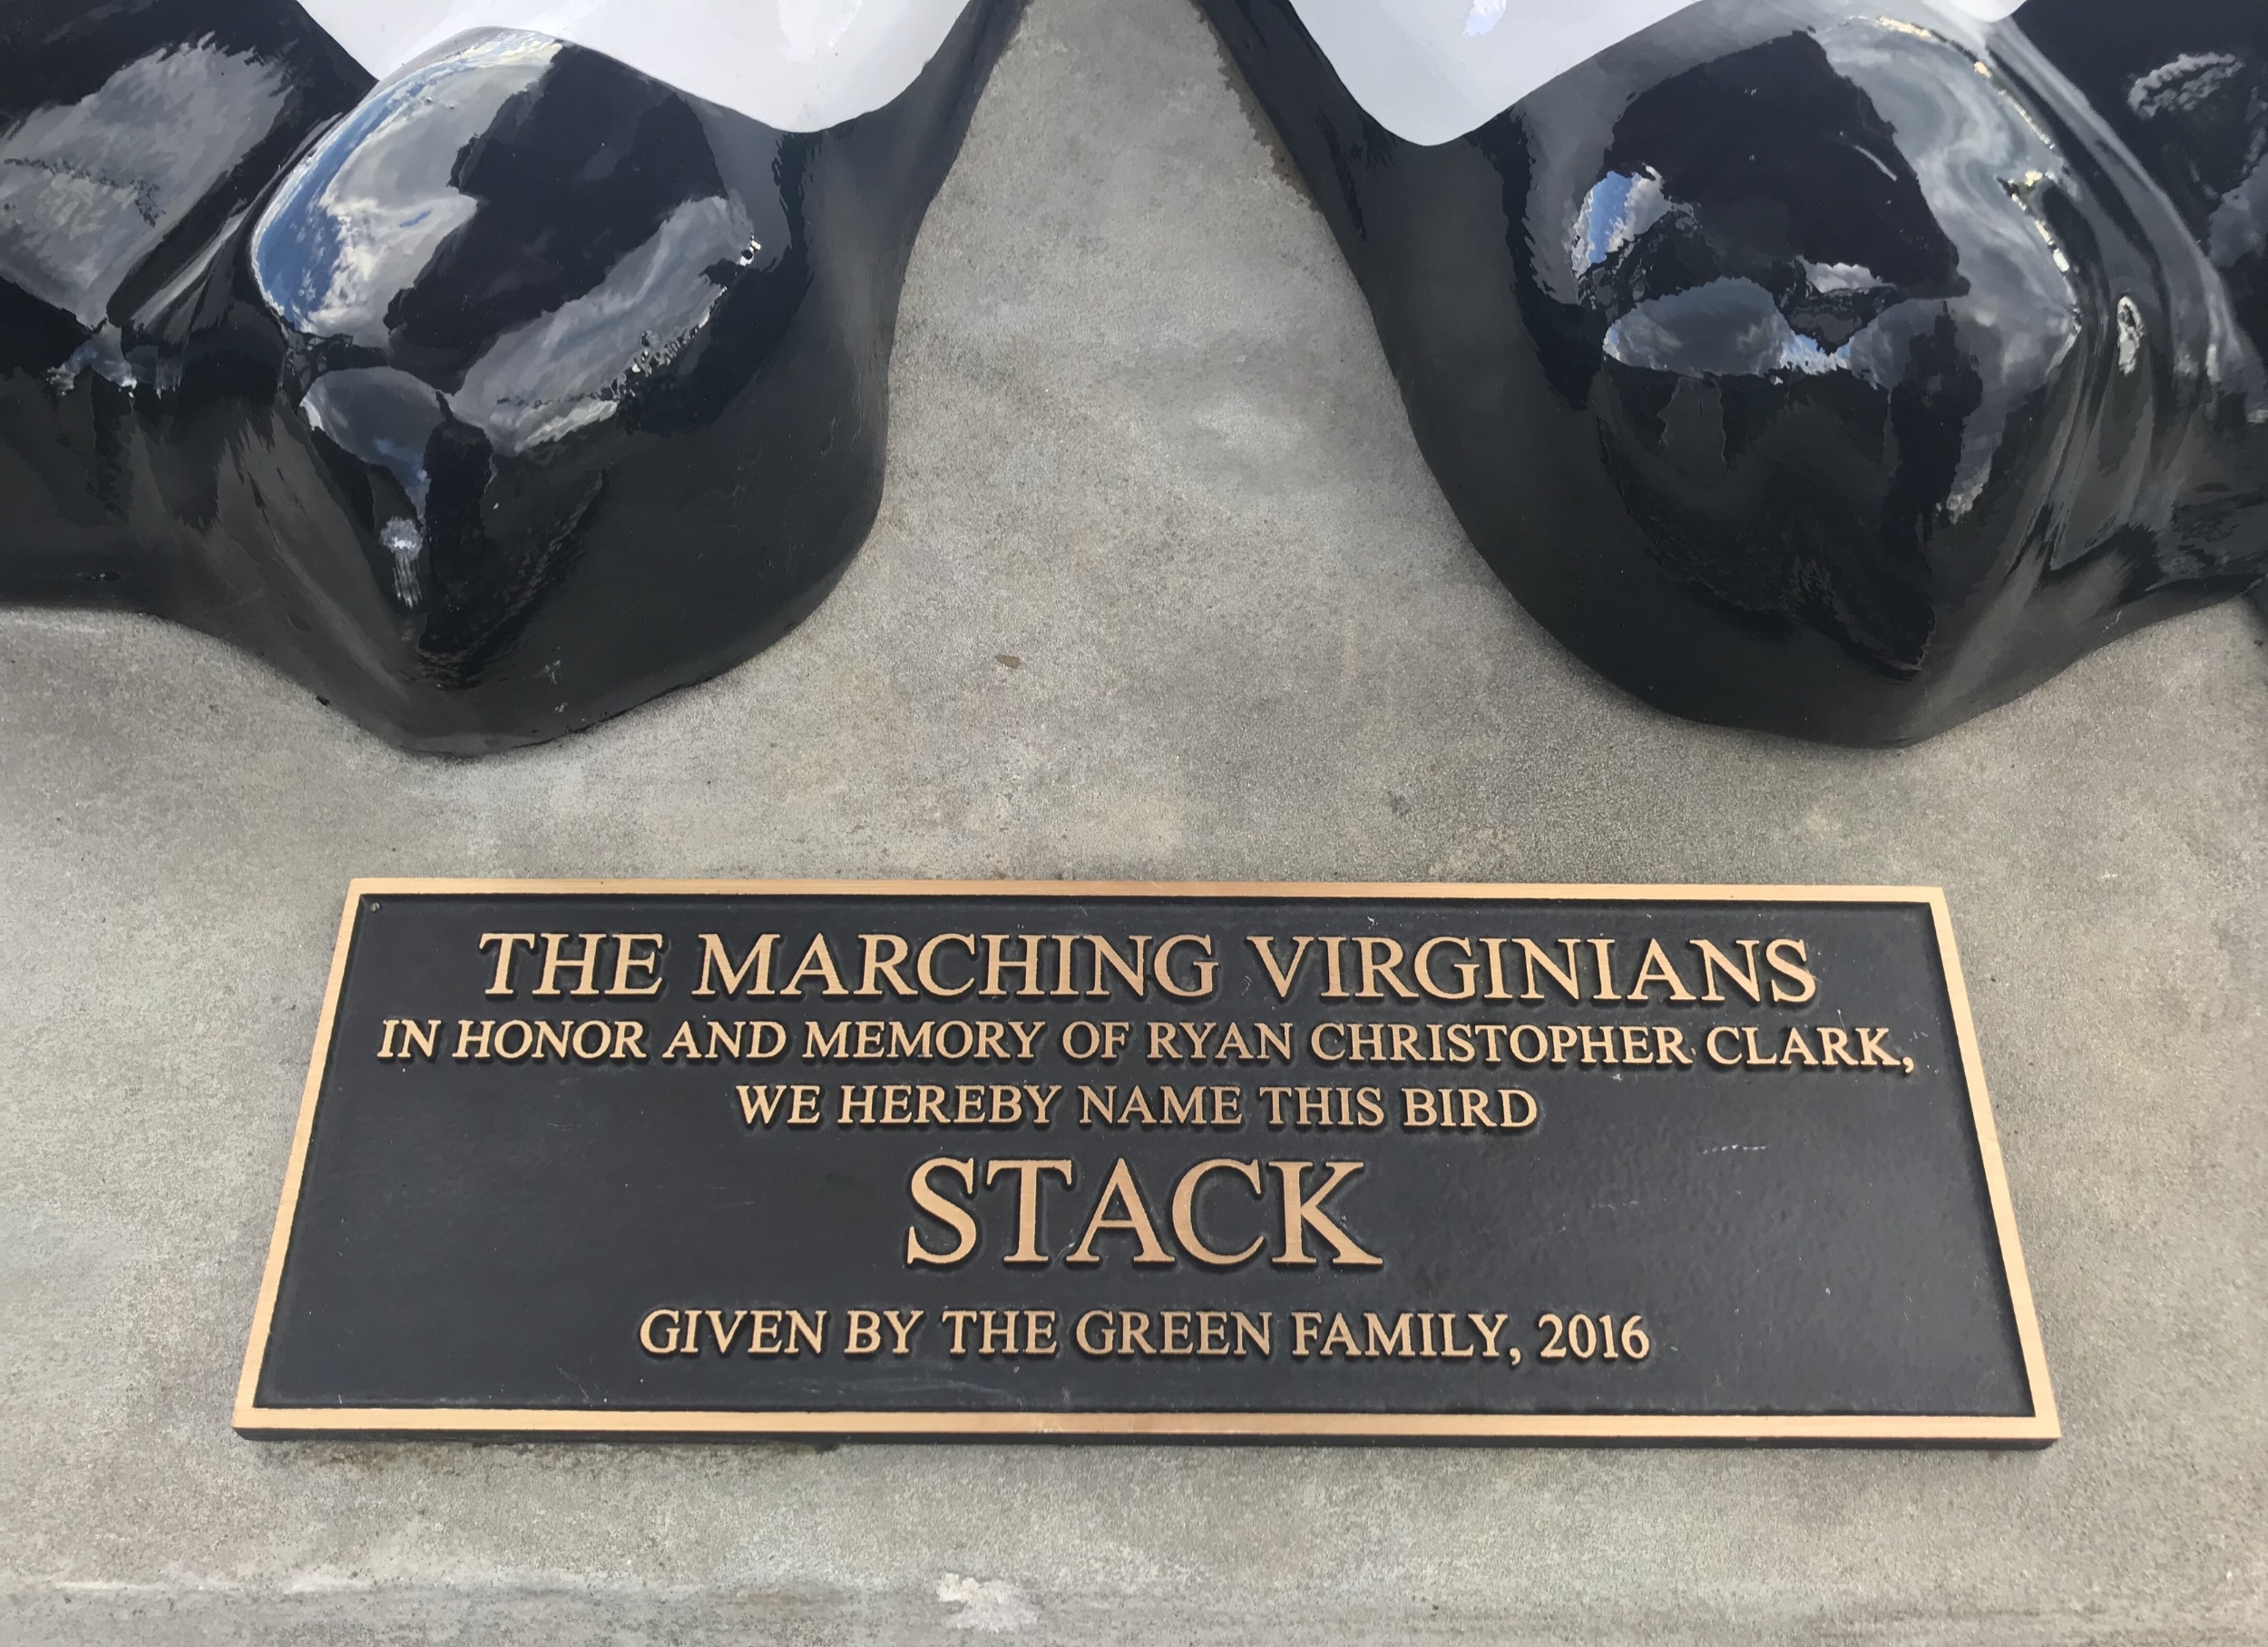 THE MARCHING VIRGINIANS
IN HONOR AND MEMORY OF RYAN CHRISTOPHER CLARK,
WE HEREBY NAME THIS BIRD
STACK
GIVEN BY THE GREEN FAMILY, 2016